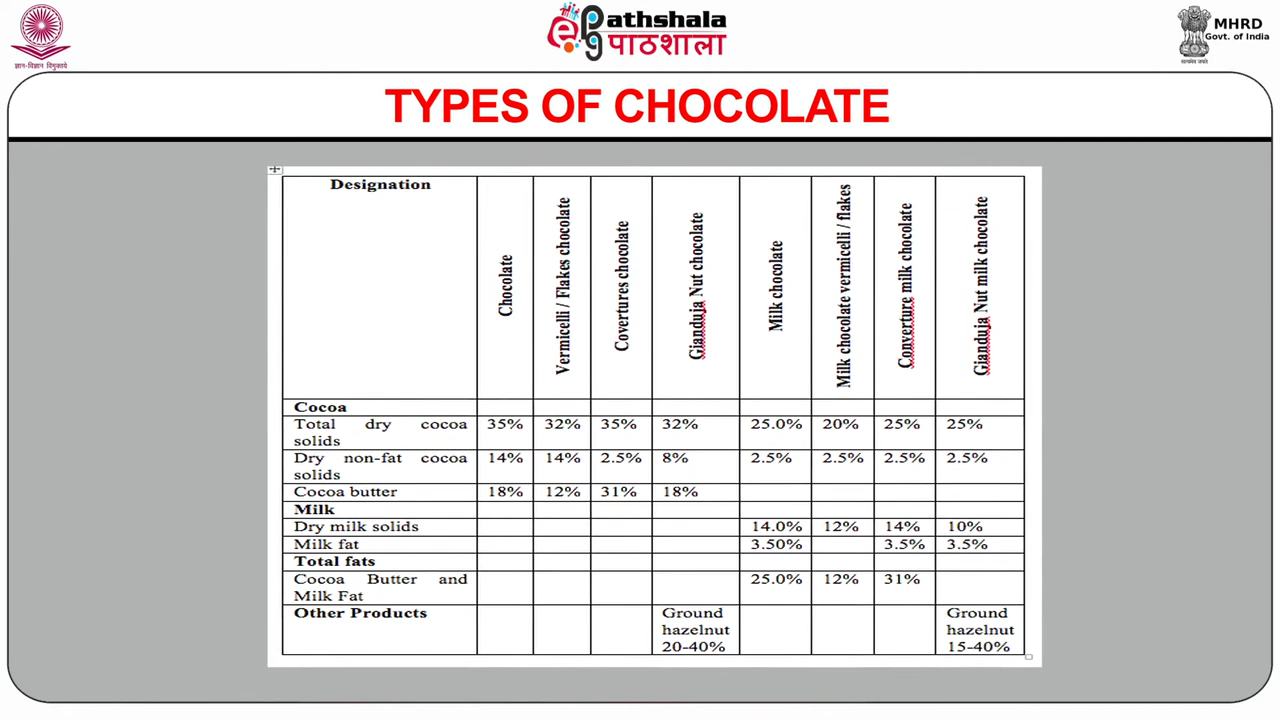 ज्ञान-विज्ञान विमुक्तये
ePathshala
पाठशाला
सत्यमेव जयते
MHRD
Govt. of India
TYPES OF CHOCOLATE
Designation
Chocolate
Vermicelli / Flakes chocolate
Covertures chocolate
Gianduja Nut chocolate
Milk chocolate
Milk chocolate vermicelli / flakes
Converture milk chocolate
Gianduja Nut milk chocolate
Cocoa
Total dry cocoa solids 35% 32% 35% 32% 25.0% 20% 25% 25%
Dry non-fat cocoa solids 14% 14% 2.5% 8% 2.5% 2.5% 2.5% 2.5%
Cocoa butter 18% 12% 31% 18%
Milk
Dry milk solids 14.0% 12% 14% 10%
Milk fat 3.50% 3.5% 3.5%
Total fats
Cocoa Butter and Milk Fat 25.0% 12% 31%
Other Products Ground hazelnut 20-40% Ground hazelnut 15-40%